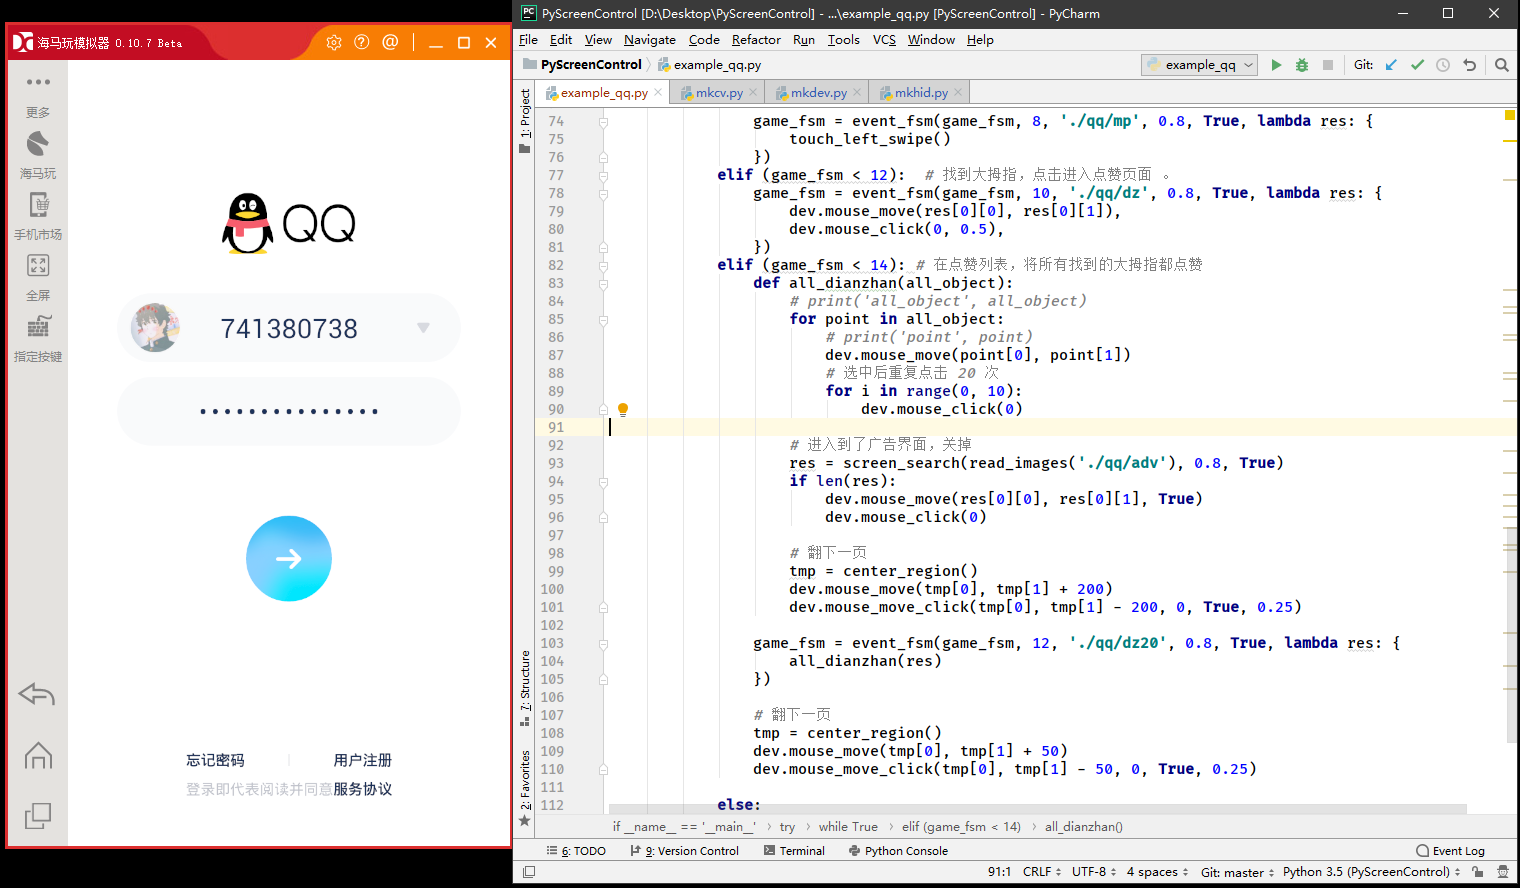 海马玩模拟器 0.10.7 Beta
更多
海马玩
手机市场
全屏
指定按键
QQ
741380738
•••••••••••••••
忘记密码 | 用户注册
登录即代表阅读并同意服务协议
PyScreenControl [D:\Desktop\PyScreenControl] - ...\example_qq.py [PyScreenControl] - PyCharm
File Edit View Navigate Code Refactor Run Tools VCS Window Help
PyScreenControl example_qq.py example_qq Git:
example_qq.py mkcv.py mkdev.py mkhid.py
1: Project
7: Structure
2: Favorites
74 game_fsm = event_fsm(game_fsm, 8, './qq/mp', 0.8, True, lambda res: {
75 touch_left_swipe()
76 })
77 elif (game_fsm < 12): # 找到大拇指，点击进入点赞页面 。
78 game_fsm = event_fsm(game_fsm, 10, './qq/dz', 0.8, True, lambda res: {
79 dev.mouse_move(res[0][0], res[0][1]),
80 dev.mouse_click(0, 0.5),
81 })
82 elif (game_fsm < 14): # 在点赞列表，将所有找到的大拇指都点赞
83 def all_dianzhan(all_object):
84 # print('all_object', all_object)
85 for point in all_object:
86 # print('point', point)
87 dev.mouse_move(point[0], point[1])
88 # 选中后重复点击 20 次
89 for i in range(0, 10):
90 dev.mouse_click(0)
91
92 # 进入到了广告界面，关掉
93 res = screen_search(read_images('./qq/adv'), 0.8, True)
94 if len(res):
95 dev.mouse_move(res[0][0], res[0][1], True)
96 dev.mouse_click(0)
97
98 # 翻下一页
99 tmp = center_region()
100 dev.mouse_move(tmp[0], tmp[1] + 200)
101 dev.mouse_move_click(tmp[0], tmp[1] - 200, 0, True, 0.25)
102
103 game_fsm = event_fsm(game_fsm, 12, './qq/dz20', 0.8, True, lambda res: {
104 all_dianzhan(res)
105 })
106
107 # 翻下一页
108 tmp = center_region()
109 dev.mouse_move(tmp[0], tmp[1] + 50)
110 dev.mouse_move_click(tmp[0], tmp[1] - 50, 0, True, 0.25)
111
112 else:
if __name__ == '__main__' › try › while True › elif (game_fsm < 14) › all_dianzhan()
6: TODO 9: Version Control Terminal Python Console Event Log
91:1 CRLF UTF-8 4 spaces Git: master Python 3.5 (PyScreenControl)